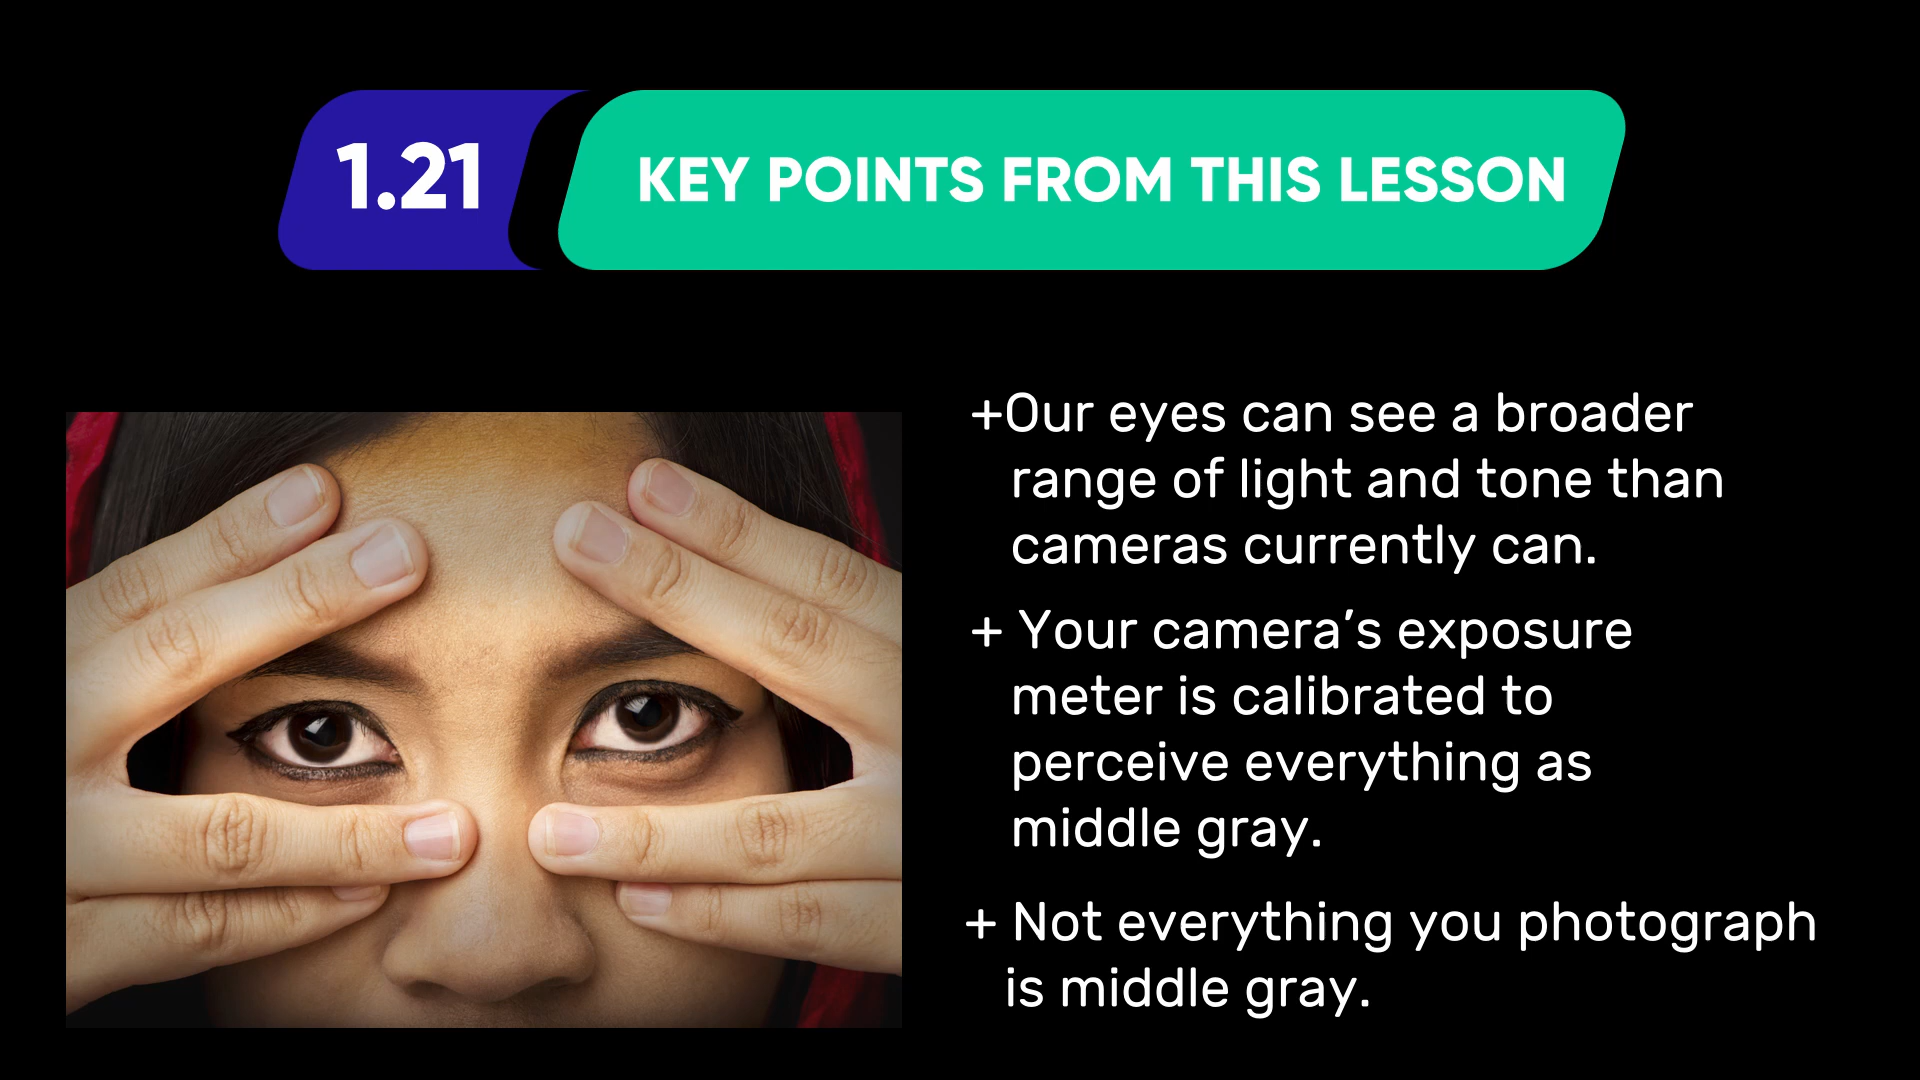 1.21
KEY POINTS FROM THIS LESSON
+Our eyes can see a broader
range of light and tone than
cameras currently can.
+ Your camera’s exposure
meter is calibrated to
perceive everything as
middle gray.
+ Not everything you photograph
is middle gray.